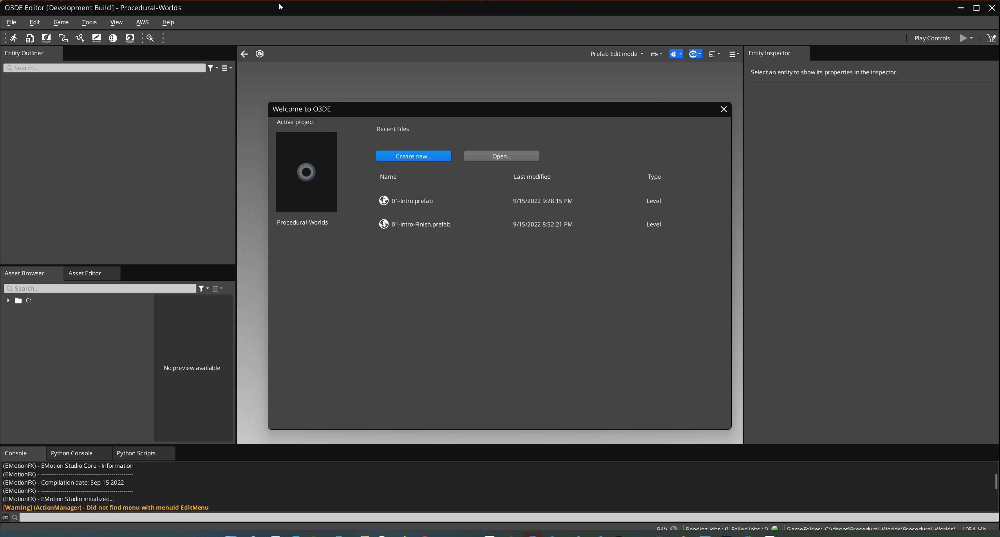 O3DE Editor [Development Build] - Procedural-Worlds
File Edit Game Tools View AWS Help
Play Controls
Entity Outliner
Search...
Prefab Edit mode
Entity Inspector
Select an entity to show its properties in the inspector.
Welcome to O3DE
Active project
Procedural-Worlds
Recent Files
Create new... Open...
Name Last modified Type
01-Intro.prefab 9/15/2022 9:28:15 PM Level
01-Intro-Finish.prefab 9/15/2022 8:52:21 PM Level
Asset Browser Asset Editor
Search...
C:
No preview available
Console Python Console Python Scripts
(EMotionFX) - EMotion Studio Core - Information
(EMotionFX) - -----------------------------------------------
(EMotionFX) - Compilation date: Sep 15 2022
(EMotionFX) - -----------------------------------------------
(EMotionFX) - EMotion Studio initialized...
[Warning] (ActionManager) - Did not find menu with menuId EditMenu
P4V Pending Jobs : 0 Failed Jobs : 0 GameFolder: 'C:\depot\Procedural-Worlds\Procedural-Worlds' 1054 Mb